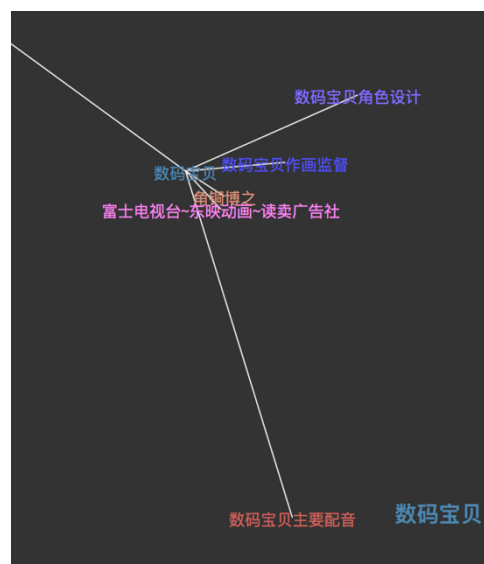 数码宝贝角色设计
数码宝贝作画监督
数码宝贝
角铜博之
富士电视台~东映动画~读卖广告社
数码宝贝主要配音
数码宝贝